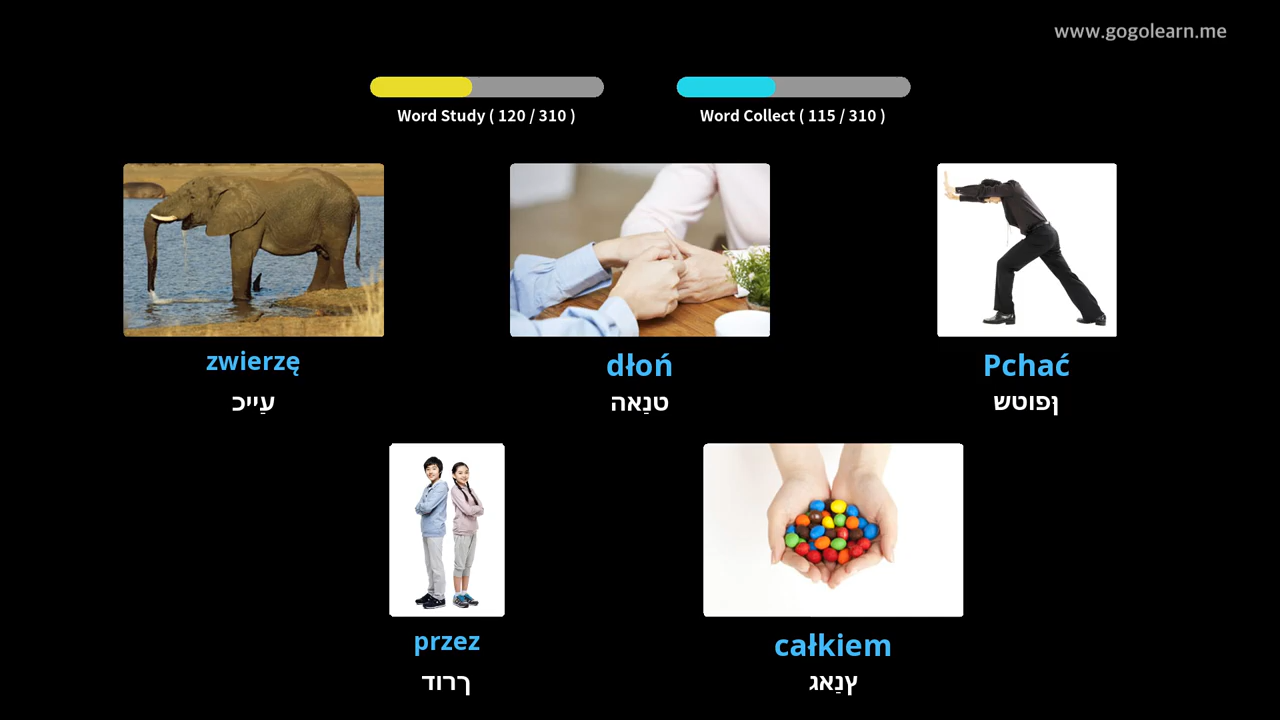 www.gogolearn.me
Word Study ( 120 / 310 )
Word Collect ( 115 / 310 )
zwierzę
עַייכ
dłoń
טנַאה
Pchać
ןּפוטש
przez
ךרוד
całkiem
ץנַאג